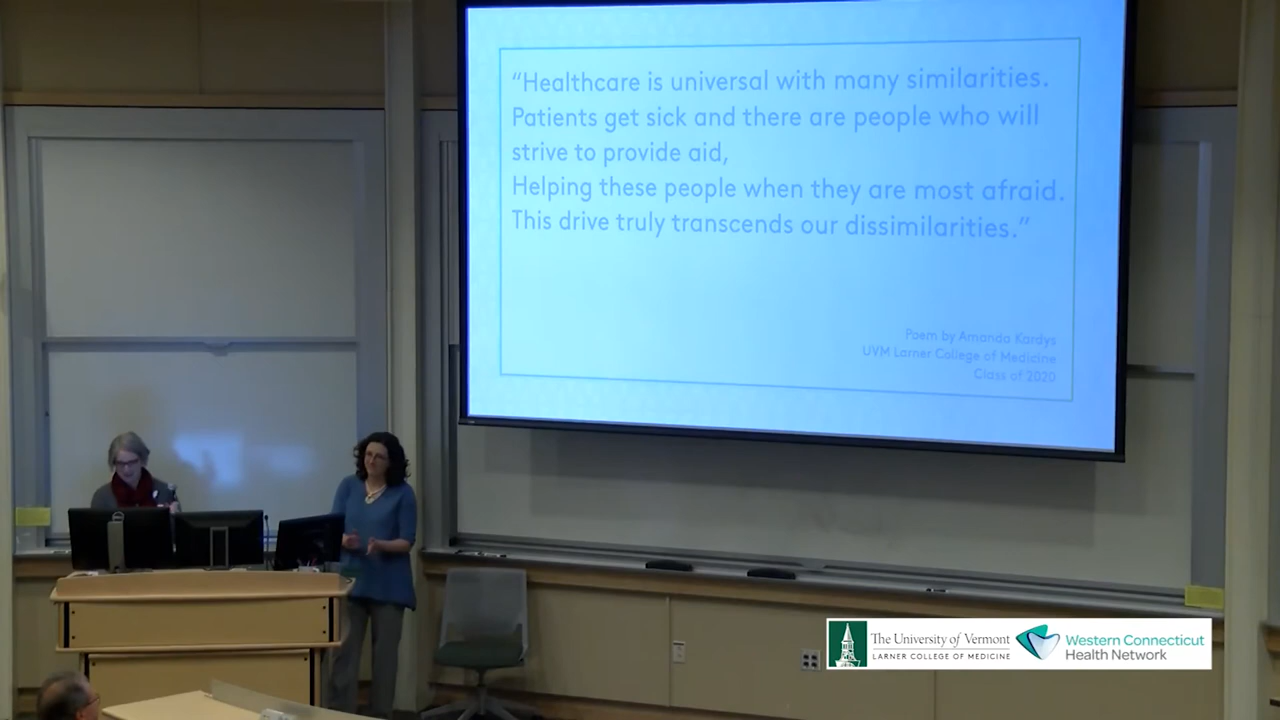 “Healthcare is universal with many similarities.
Patients get sick and there are people who will
strive to provide aid,
Helping these people when they are most afraid.
This drive truly transcends our dissimilarities.”
Poem by Amanda Kardys
UVM Larner College of Medicine
Class of 2020
The University of Vermont
LARNER COLLEGE OF MEDICINE
Western Connecticut
Health Network